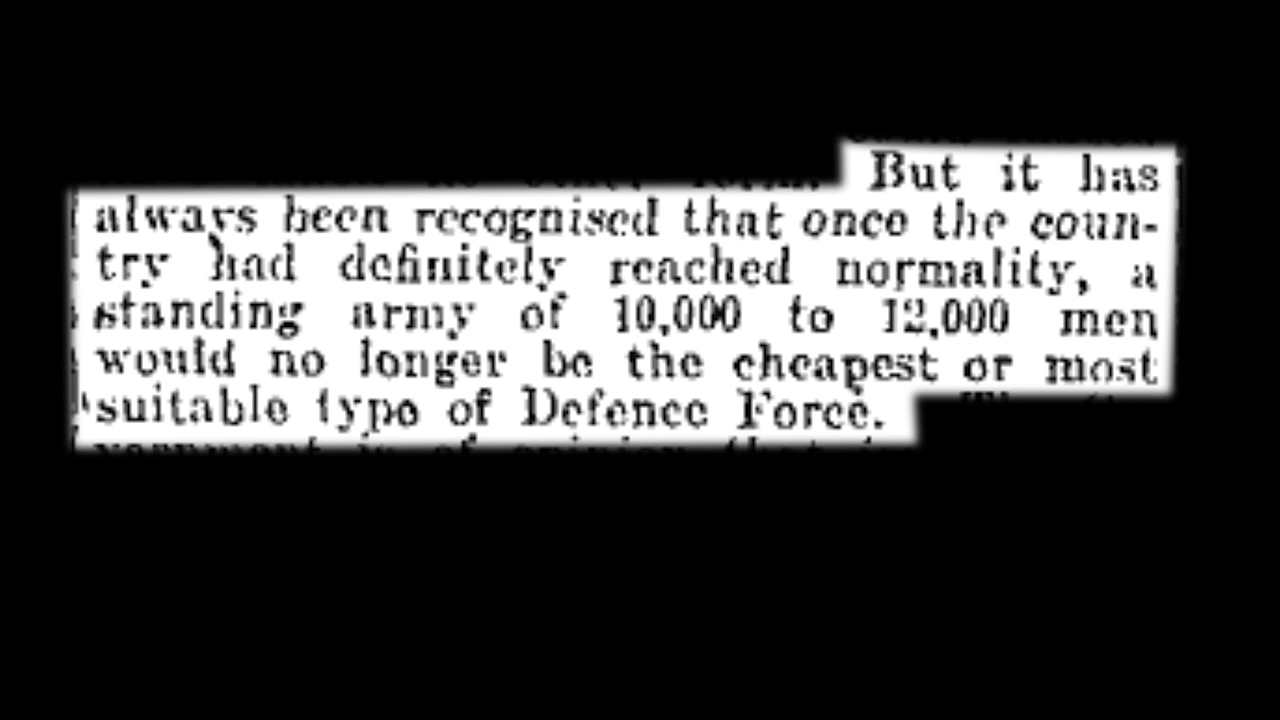 But it has
always been recognised that once the coun-
try had definitely reached normality, a
standing army of 10,000 to 12,000 men
would no longer be the cheapest or most
suitable type of Defence Force.